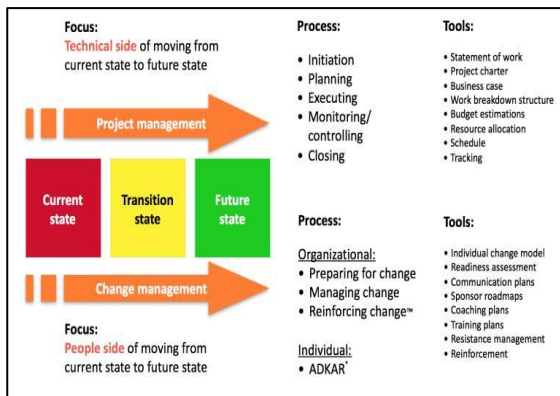 Focus:
Technical side of moving from
current state to future state
Project management
Current
state
Transition
state
Future
state
Change management
Focus:
People side of moving from
current state to future state
Process:
• Initiation
• Planning
• Executing
• Monitoring/
controlling
• Closing
Tools:
• Statement of work
• Project charter
• Business case
• Work breakdown structure
• Budget estimations
• Resource allocation
• Schedule
• Tracking
Process:
Organizational:
• Preparing for change
• Managing change
• Reinforcing change™
Individual:
• ADKAR®
Tools:
• Individual change model
• Readiness assessment
• Communication plans
• Sponsor roadmaps
• Coaching plans
• Training plans
• Resistance management
• Reinforcement